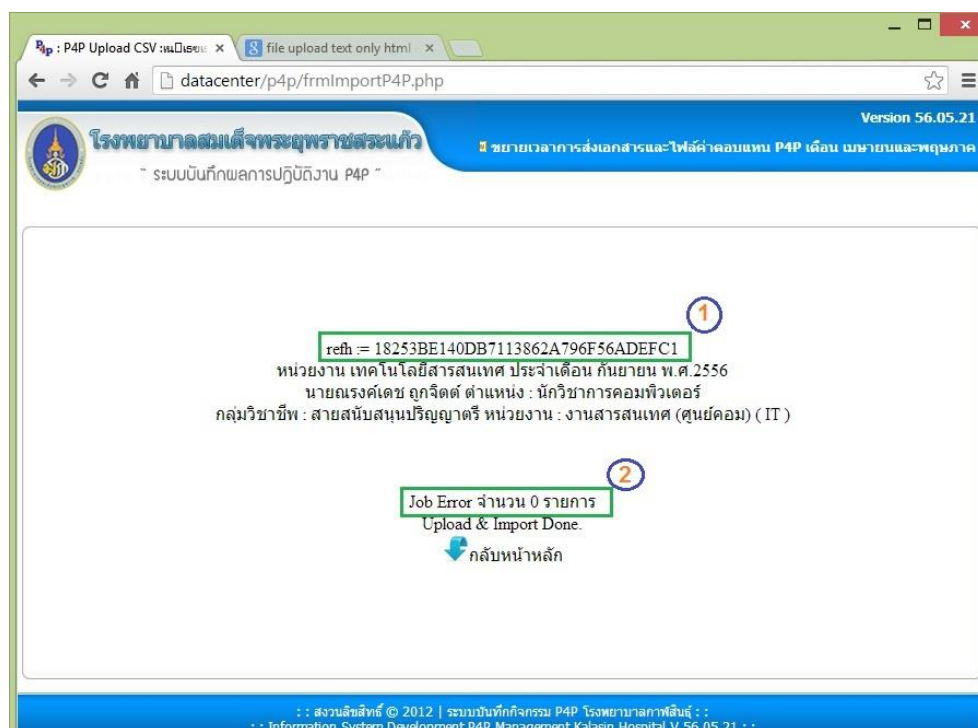 P4P Upload CSV :
file upload text only html
datacenter/p4p/frmImportP4P.php
Version 56.05.21
โรงพยาบาลสมเด็จพระยุพราชสระแก้ว
ขยายเวลาการส่งเอกสารและไฟล์ค่าตอบแทน P4P เดือน เมษายนและพฤษภาค
~ ระบบบันทึกผลการปฏิบัติงาน P4P ~
1
refh := 18253BE140DB7113862A796F56ADEFC1
หน่วยงาน เทคโนโลยีสารสนเทศ ประจำเดือน กันยายน พ.ศ.2556
นายณรงค์เดช ถูกจิตต์ ตำแหน่ง : นักวิชาการคอมพิวเตอร์
กลุ่มวิชาชีพ : สายสนับสนุนปริญญาตรี หน่วยงาน : งานสารสนเทศ (ศูนย์คอม) ( IT )
2
Job Error จำนวน 0 รายการ
Upload & Import Done.
กลับหน้าหลัก
: : สงวนลิขสิทธิ์ © 2012 | ระบบบันทึกกิจกรรม P4P โรงพยาบาลกาฬสินธุ์ : :
: : Information System Development P4P Management Kalasin Hospital V 56.05.21 : :